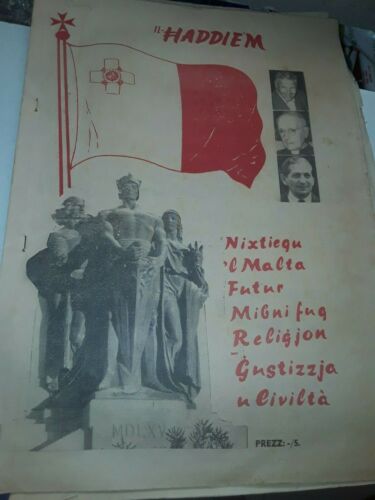 IL-HADDIEM
Nixtiequ
'l Malta
Futur
Mibni fuq
Reliġjon
Ġustizzja
u Ċiviltà
MDLXV
PREZZ: -/5.